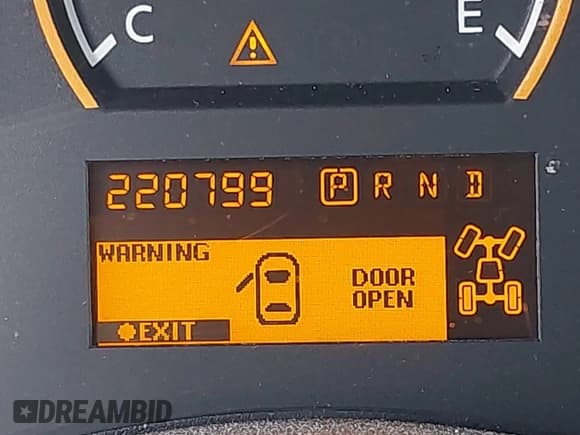 C E
220799 P R N D
WARNING
DOOR
OPEN
EXIT
DREAMBID